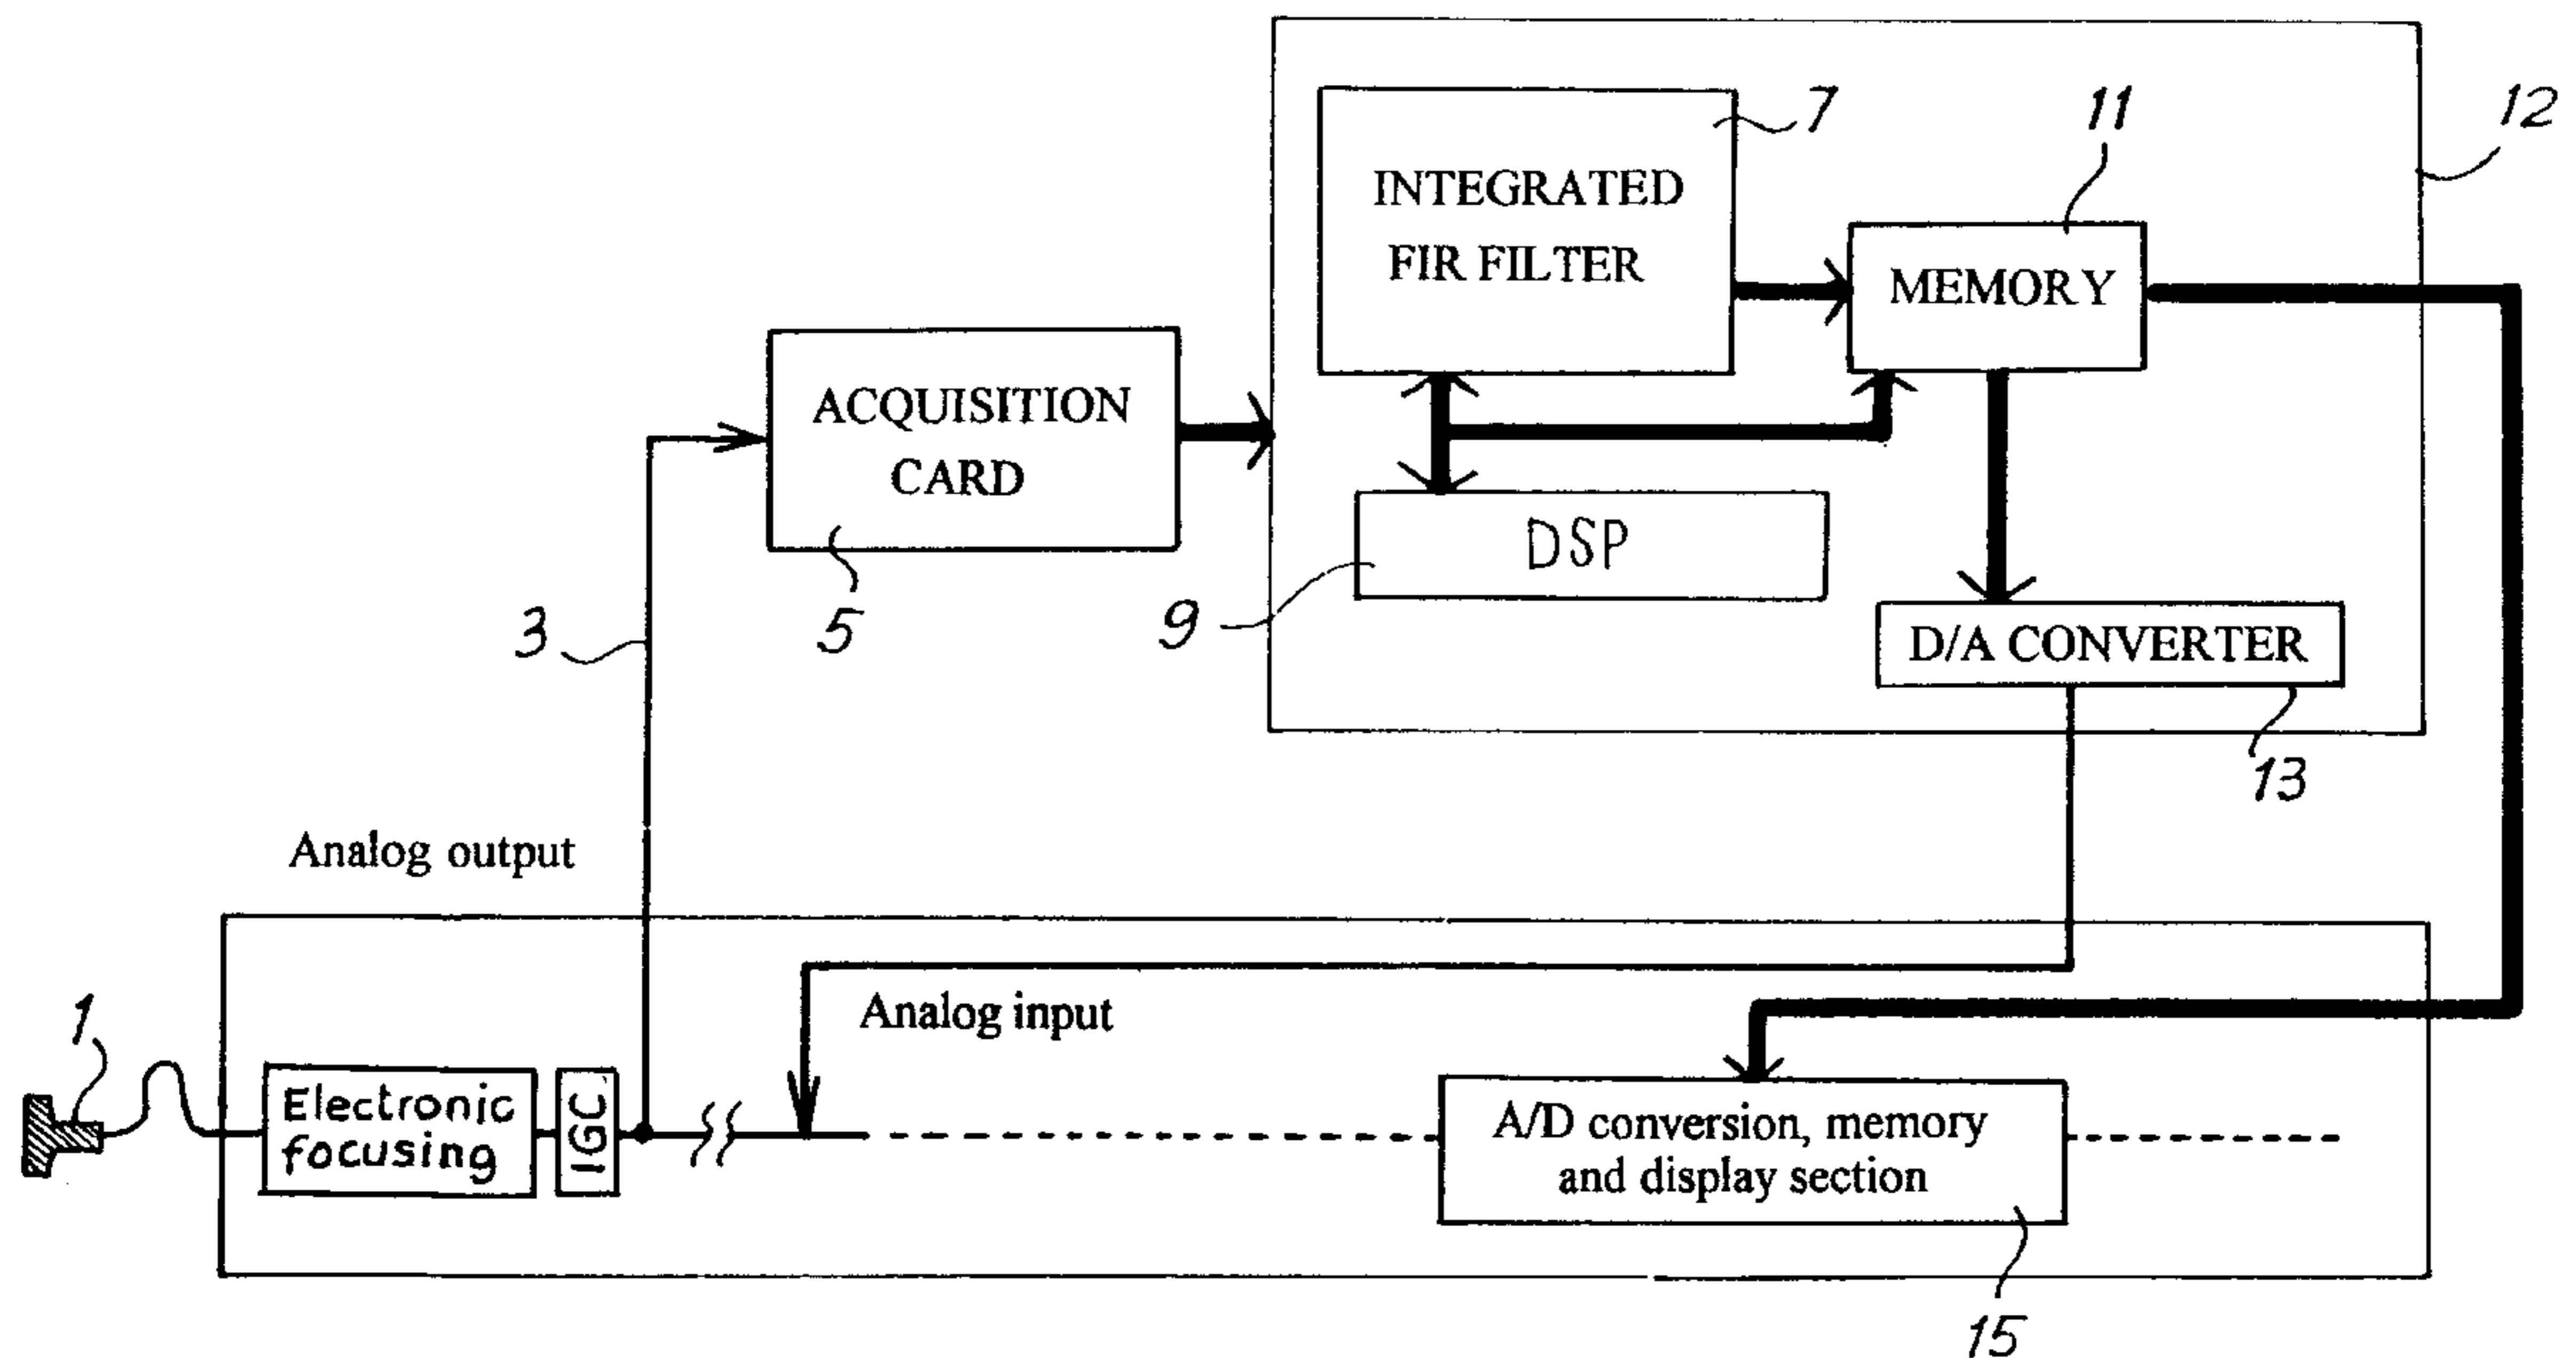 7
11
12
INTEGRATED
FIR FILTER
MEMORY
ACQUISITION
CARD
DSP
5
9
3
D/A CONVERTER
13
Analog output
Analog input
1
Electronic
focusing
IGC
A/D conversion, memory
and display section
15